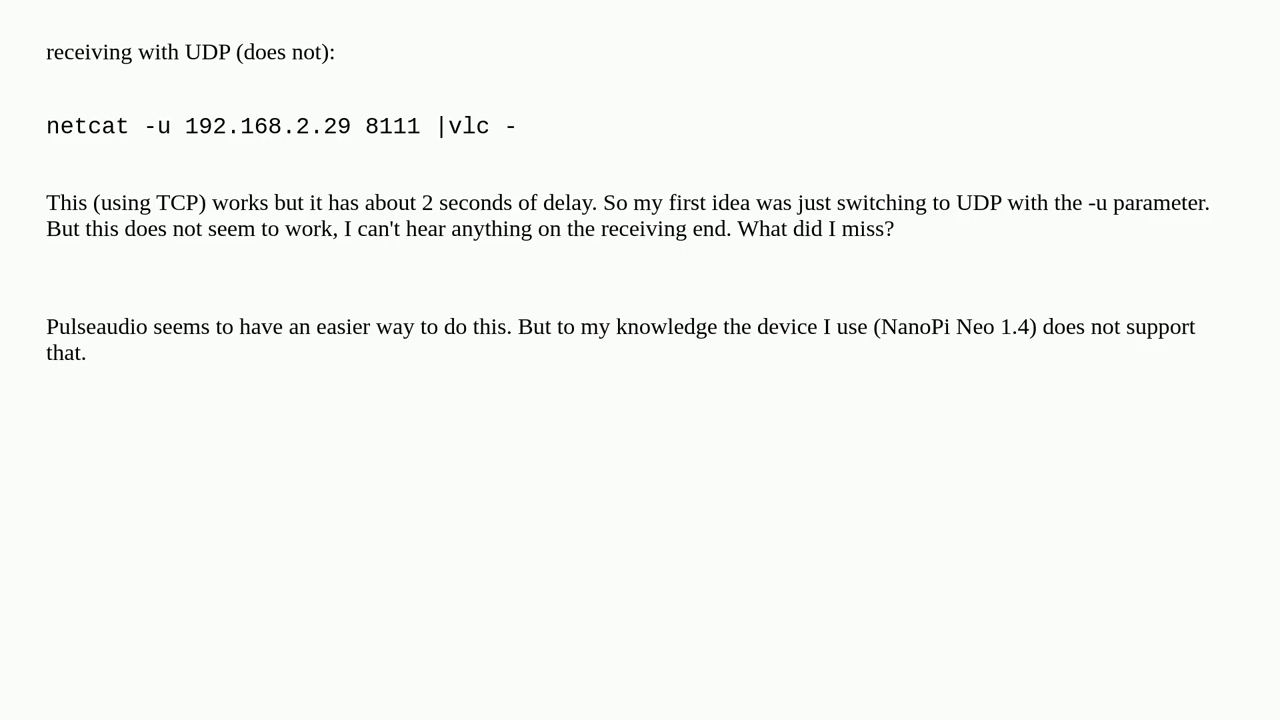 receiving with UDP (does not):
netcat -u 192.168.2.29 8111 |vlc -
This (using TCP) works but it has about 2 seconds of delay. So my first idea was just switching to UDP with the -u parameter.
But this does not seem to work, I can't hear anything on the receiving end. What did I miss?
Pulseaudio seems to have an easier way to do this. But to my knowledge the device I use (NanoPi Neo 1.4) does not support
that.